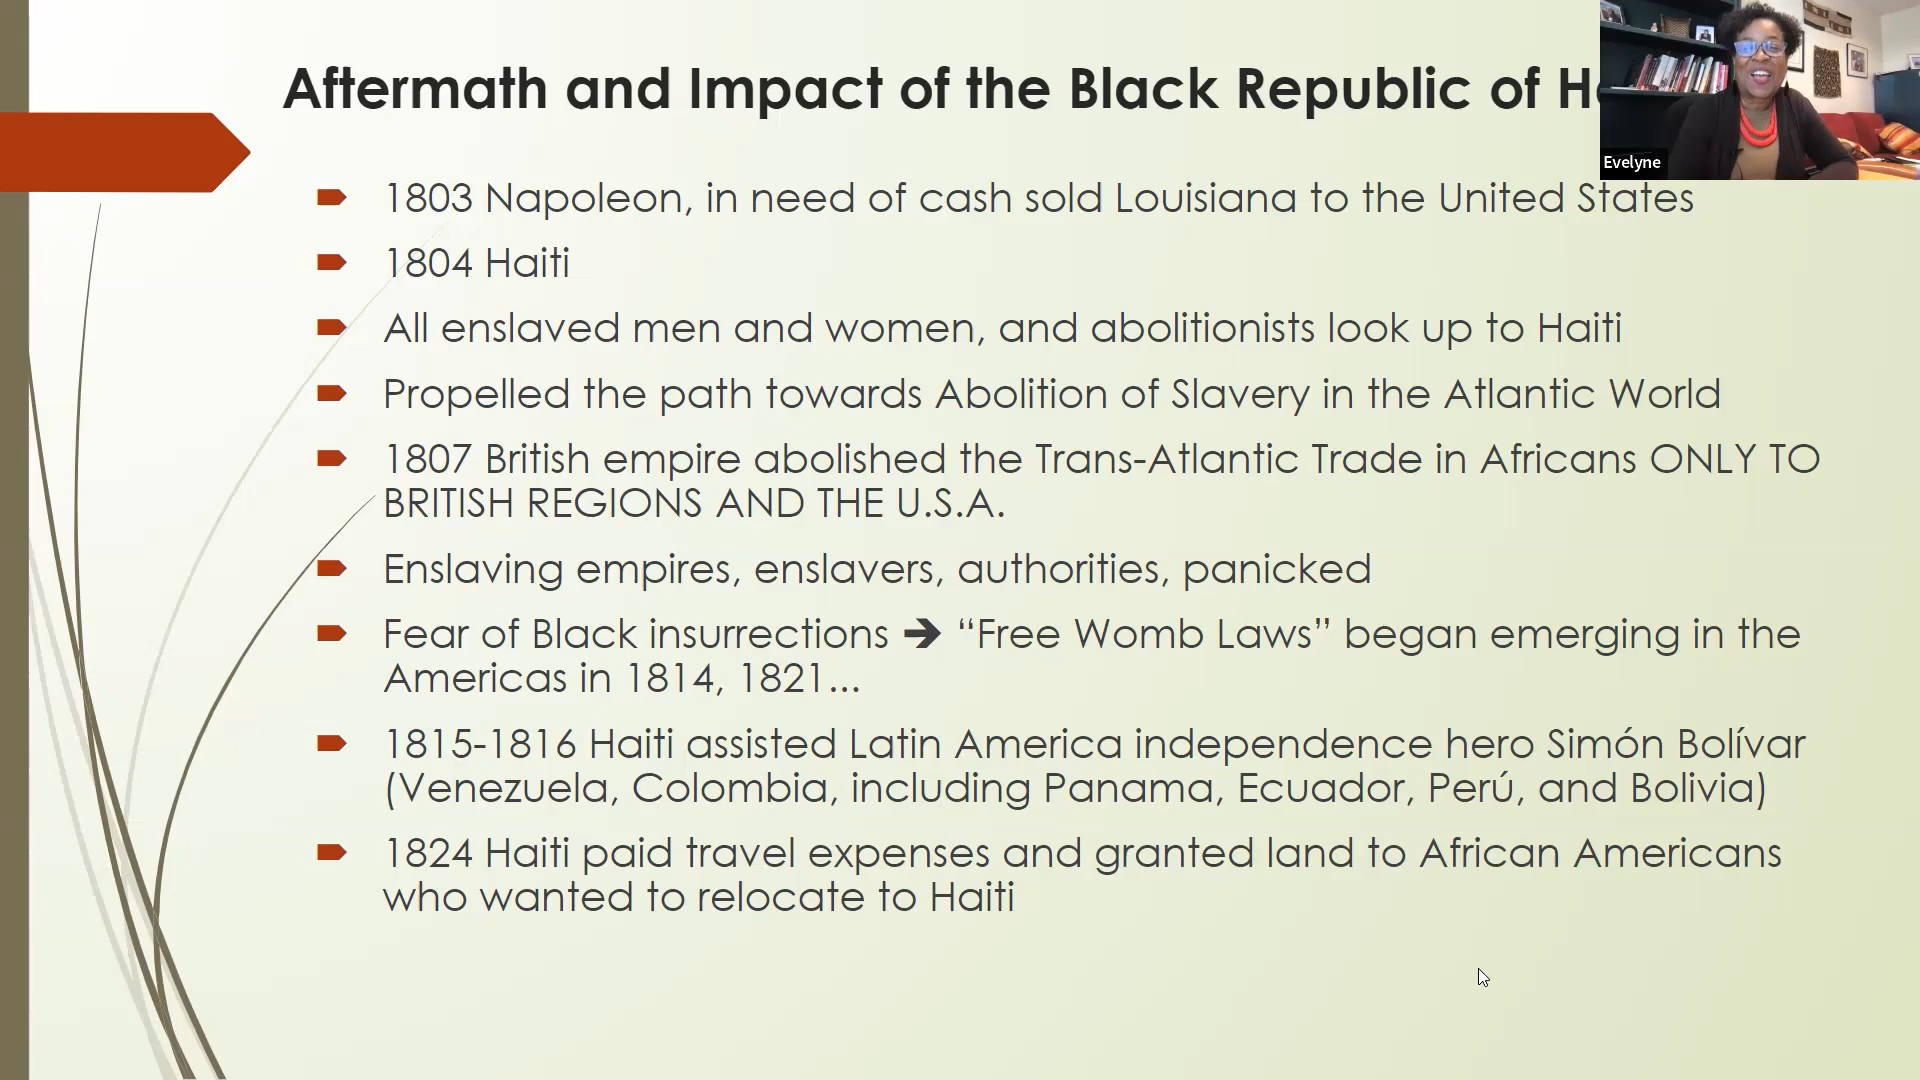 Aftermath and Impact of the Black Republic of
Evelyne
1803 Napoleon, in need of cash sold Louisiana to the United States
1804 Haiti
All enslaved men and women, and abolitionists look up to Haiti
Propelled the path towards Abolition of Slavery in the Atlantic World
1807 British empire abolished the Trans-Atlantic Trade in Africans ONLY TO
BRITISH REGIONS AND THE U.S.A.
Enslaving empires, enslavers, authorities, panicked
Fear of Black insurrections ➔ “Free Womb Laws” began emerging in the
Americas in 1814, 1821...
1815-1816 Haiti assisted Latin America independence hero Simón Bolívar
(Venezuela, Colombia, including Panama, Ecuador, Perú, and Bolivia)
1824 Haiti paid travel expenses and granted land to African Americans
who wanted to relocate to Haiti